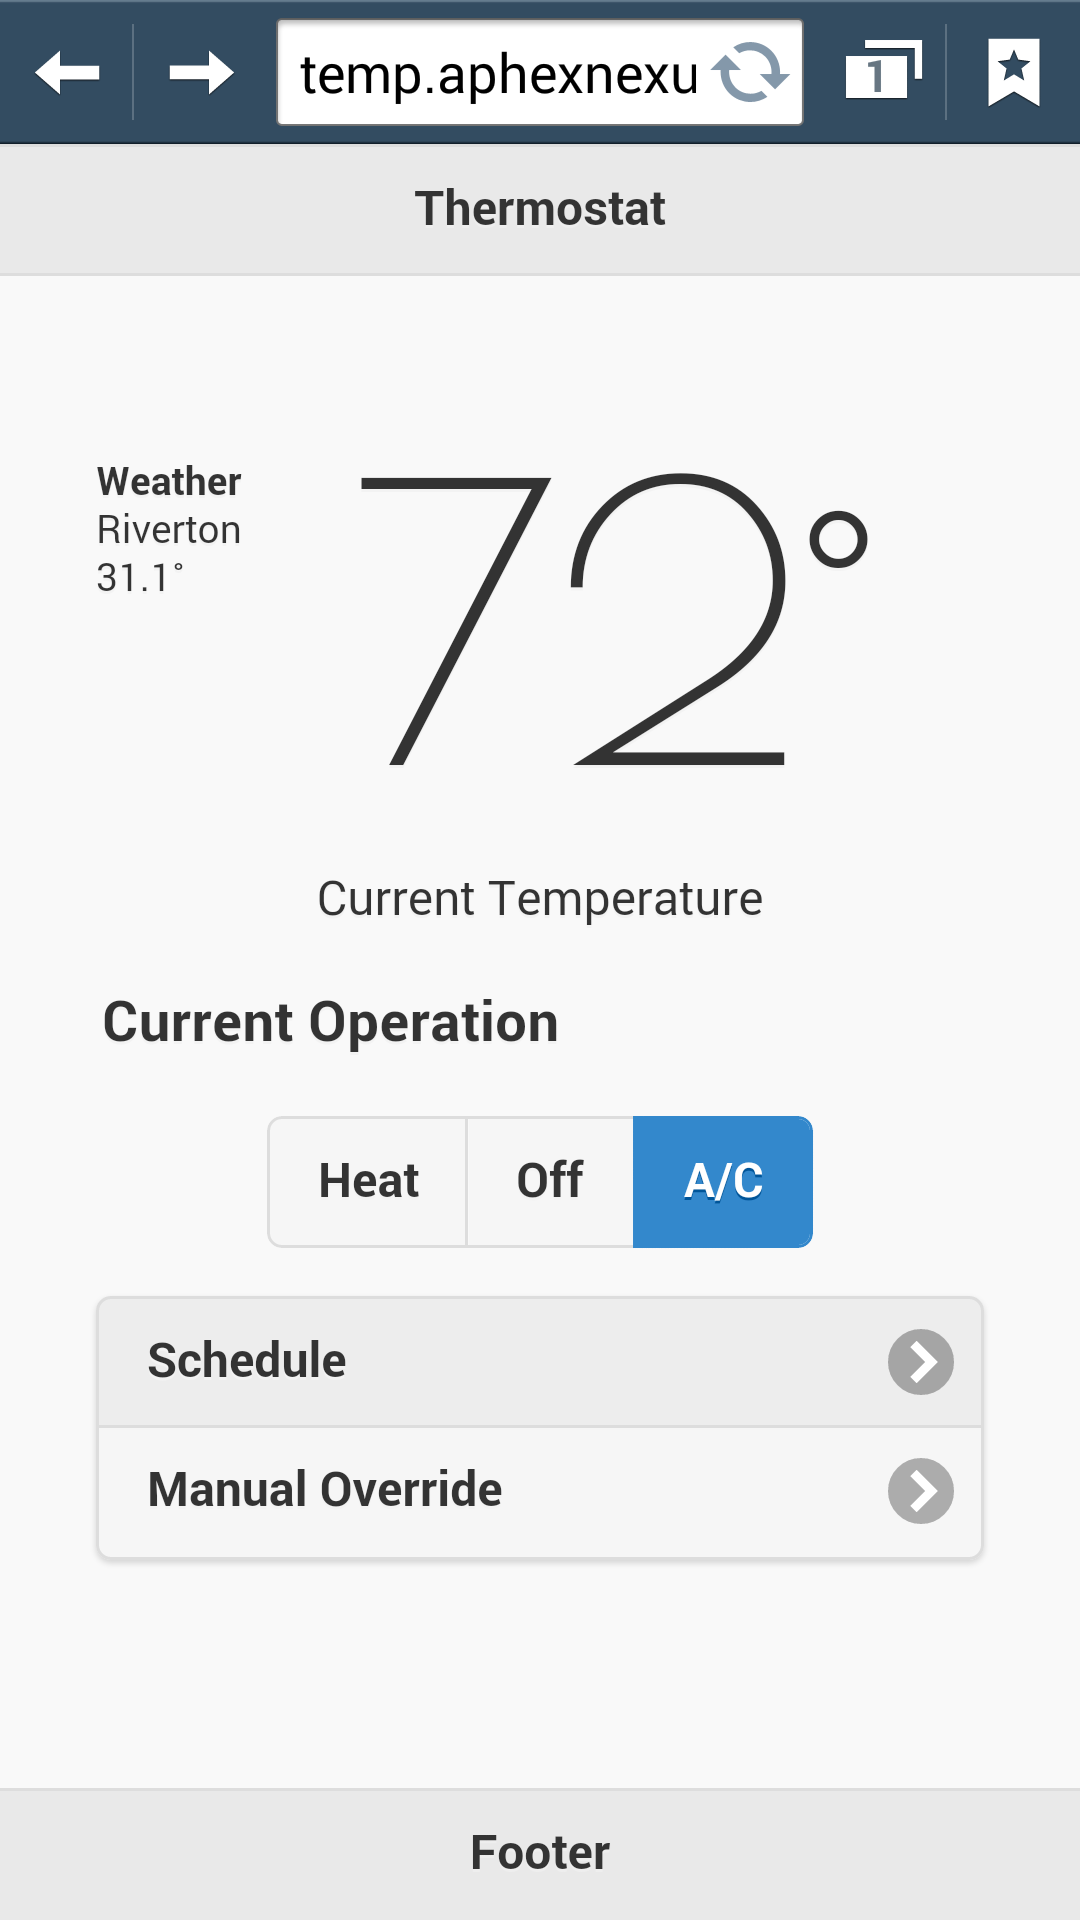 temp.aphexnexu
1
Thermostat
Weather
Riverton
31.1°
72°
Current Temperature
Current Operation
Heat Off A/C
Schedule
Manual Override
Footer